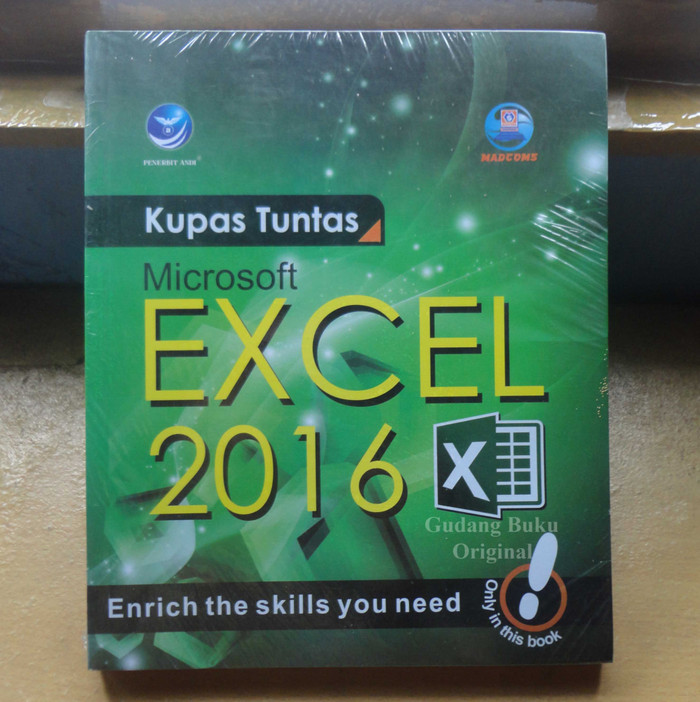 PENERBIT ANDI®
MADCOMS
Kupas Tuntas
Microsoft
EXCEL
2016
X
Gudang Buku
Original
Enrich the skills you need
Only in this book